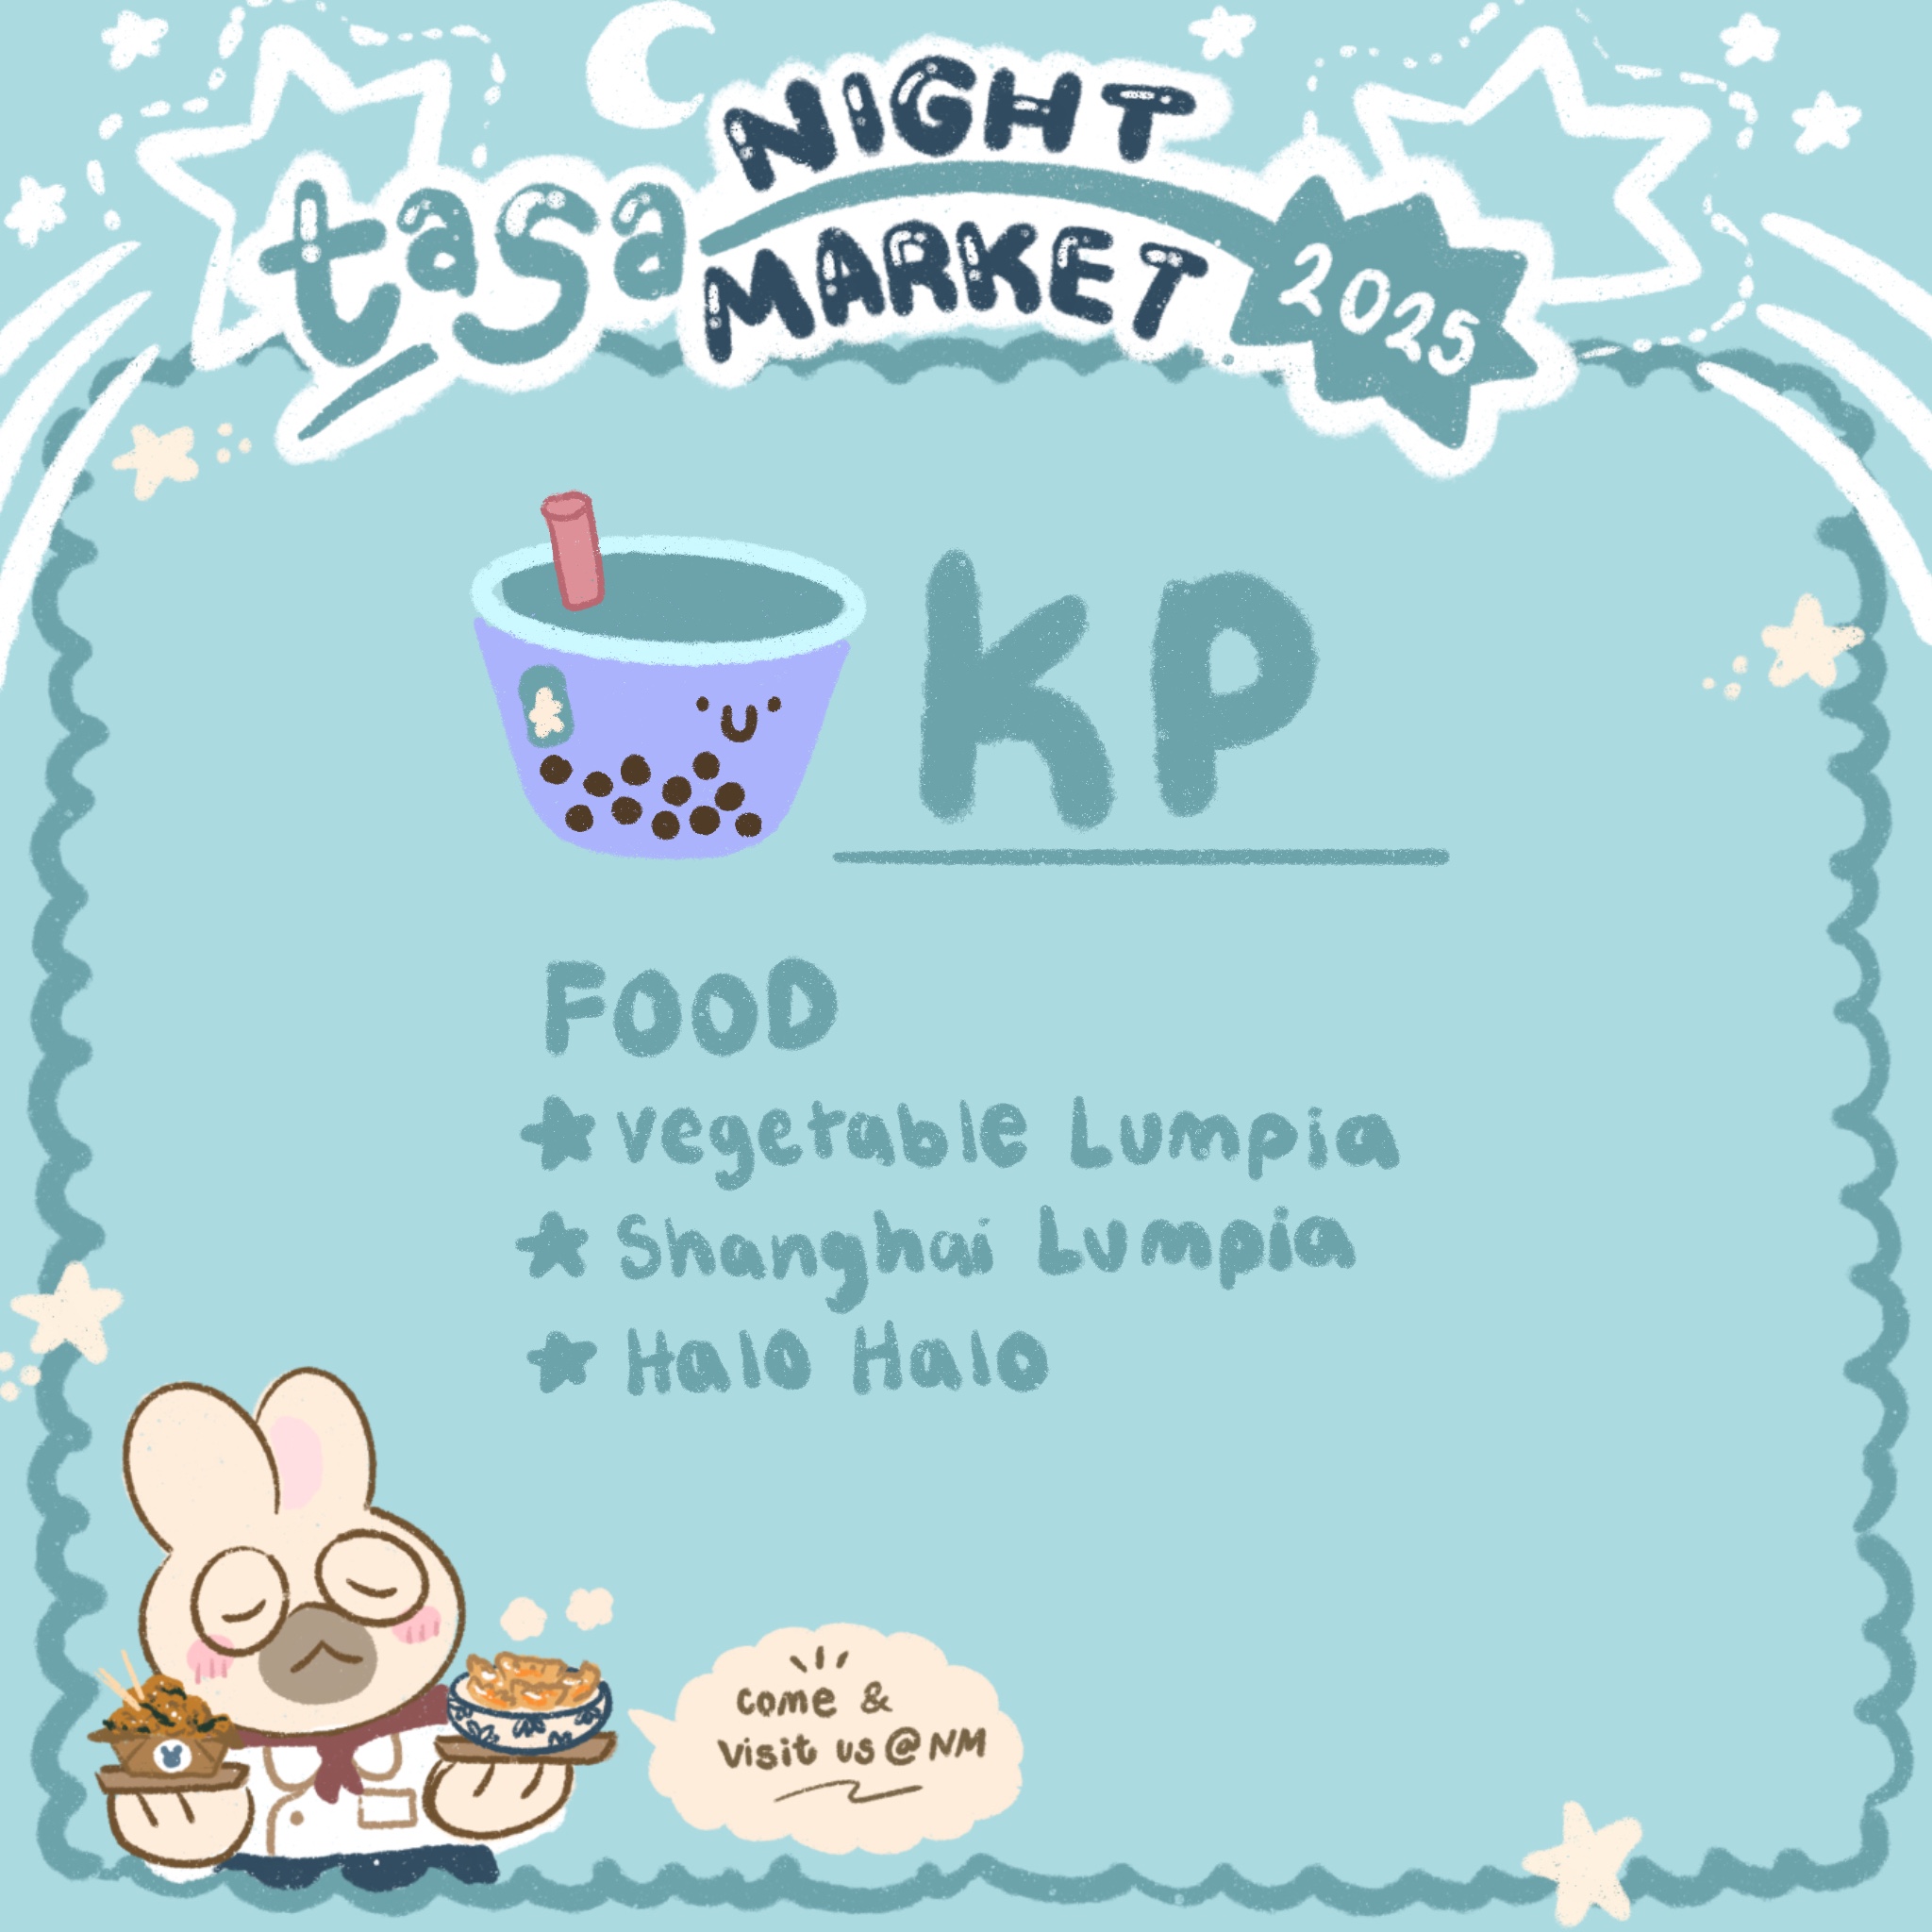 tasa
NIGHT
MARKET
2025
KP
FOOD
Vegetable Lumpia
Shanghai Lumpia
Halo Halo
come &
visit us @ NM